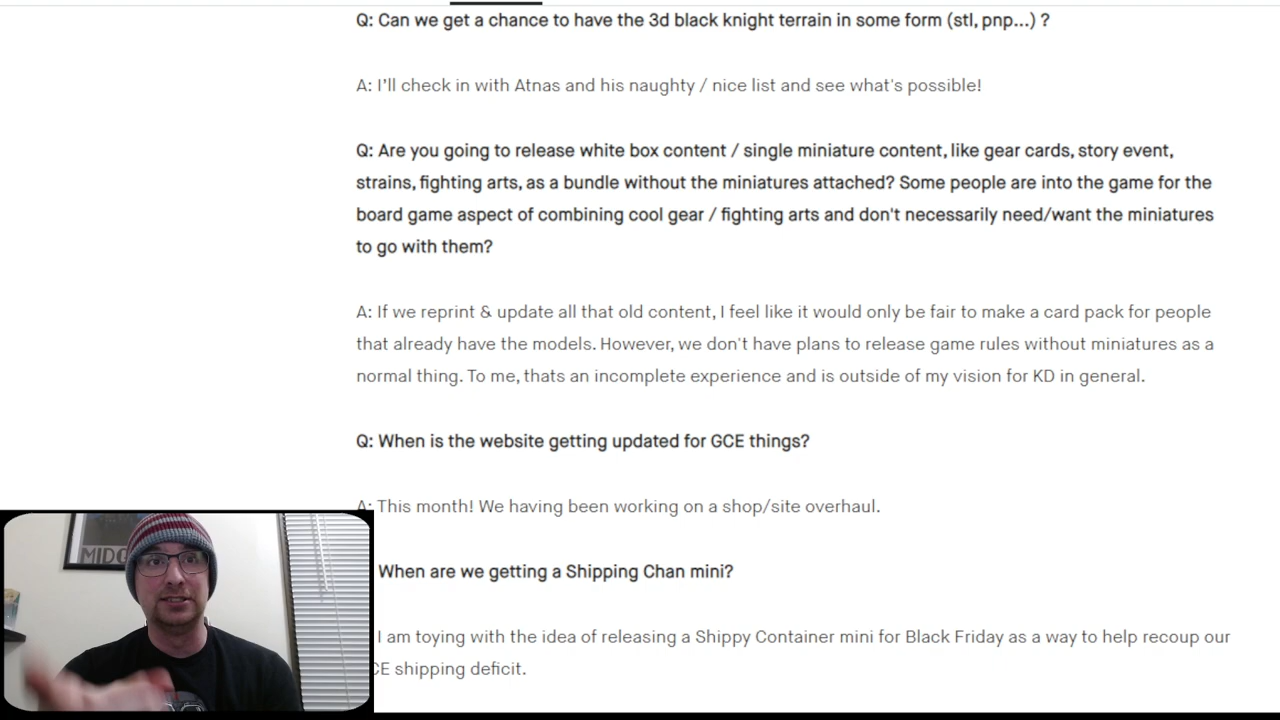 Q: Can we get a chance to have the 3d black knight terrain in some form (stl, pnp...) ?
A: I'll check in with Atnas and his naughty / nice list and see what's possible!
Q: Are you going to release white box content / single miniature content, like gear cards, story event,
strains, fighting arts, as a bundle without the miniatures attached? Some people are into the game for the
board game aspect of combining cool gear / fighting arts and don't necessarily need/want the miniatures
to go with them?
A: If we reprint & update all that old content, I feel like it would only be fair to make a card pack for people
that already have the models. However, we don't have plans to release game rules without miniatures as a
normal thing. To me, thats an incomplete experience and is outside of my vision for KD in general.
Q: When is the website getting updated for GCE things?
A: This month! We having been working on a shop/site overhaul.
When are we getting a Shipping Chan mini?
I am toying with the idea of releasing a Shippy Container mini for Black Friday as a way to help recoup our
CE shipping deficit.